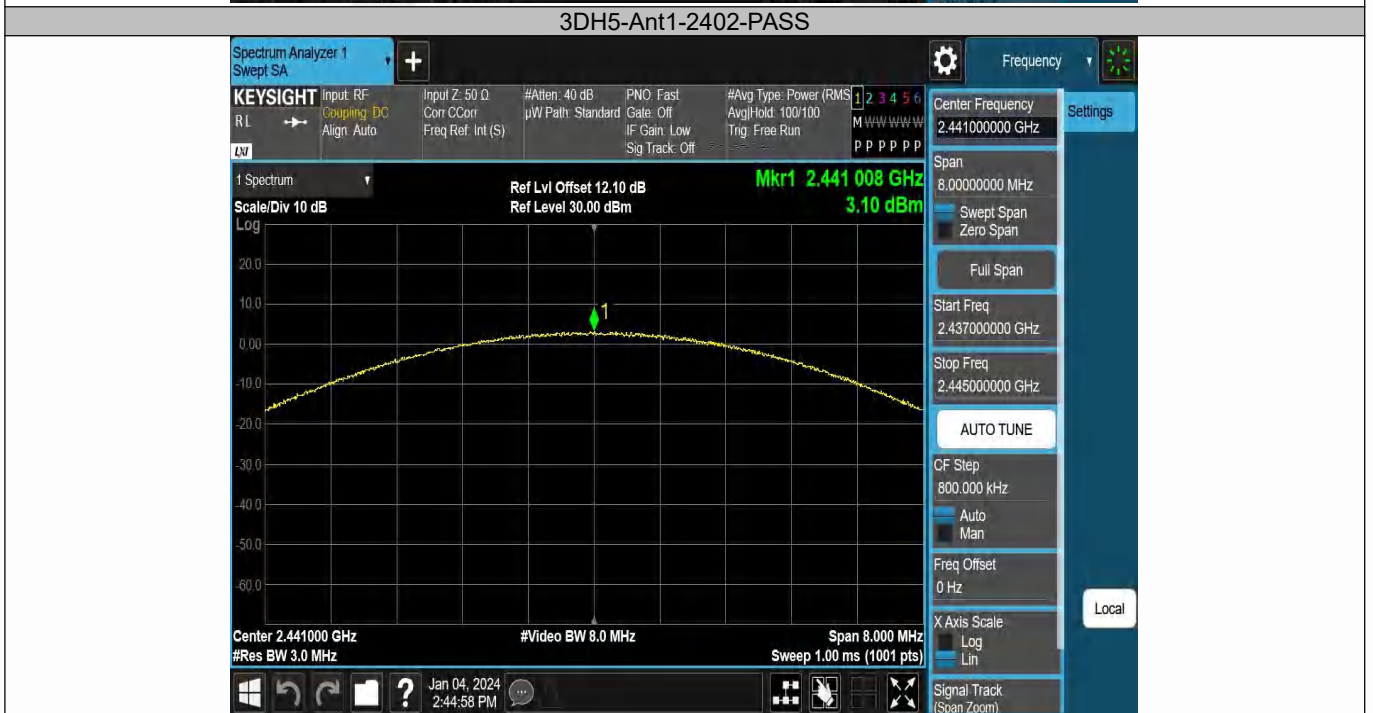 3DH5-Ant1-2402-PASS
Spectrum Analyzer 1
Swept SA
+
Frequency
KEYSIGHT
RL
LXI
Input: RF
Coupling: DC
Align: Auto
Input Z: 50 Ω
Corr CCorr
Freq Ref: Int (S)
#Atten: 40 dB
µW Path: Standard
PNO: Fast
Gate: Off
IF Gain: Low
Sig Track: Off
#Avg Type: Power (RMS
Avg|Hold: 100/100
Trig: Free Run
1 2 3 4 5 6
M W W W W W
P P P P P P
1 Spectrum
Scale/Div 10 dB
Ref Lvl Offset 12.10 dB
Ref Level 30.00 dBm
Mkr1 2.441 008 GHz
3.10 dBm
Log
20.0
10.0
0.00
-10.0
-20.0
-30.0
-40.0
-50.0
-60.0
1
Center 2.441000 GHz
#Res BW 3.0 MHz
#Video BW 8.0 MHz
Span 8.000 MHz
Sweep 1.00 ms (1001 pts)
Jan 04, 2024
2:44:58 PM
?
Center Frequency
2.441000000 GHz
Settings
Span
8.00000000 MHz
Swept Span
Zero Span
Full Span
Start Freq
2.437000000 GHz
Stop Freq
2.445000000 GHz
AUTO TUNE
CF Step
800.000 kHz
Auto
Man
Freq Offset
0 Hz
Local
X Axis Scale
Log
Lin
Signal Track
(Span Zoom)